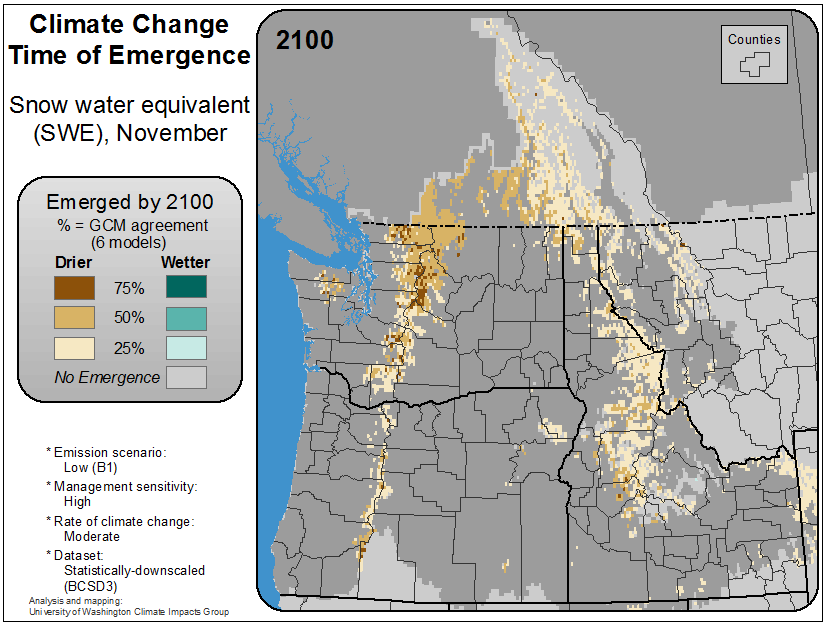 Climate Change
Time of Emergence
Snow water equivalent
(SWE), November
Emerged by 2100
% = GCM agreement
(6 models)
Drier Wetter
75%
50%
25%
No Emergence
* Emission scenario:
Low (B1)
* Management sensitivity:
High
* Rate of climate change:
Moderate
* Dataset:
Statistically-downscaled
(BCSD3)
Analysis and mapping:
University of Washington Climate Impacts Group
2100
Counties